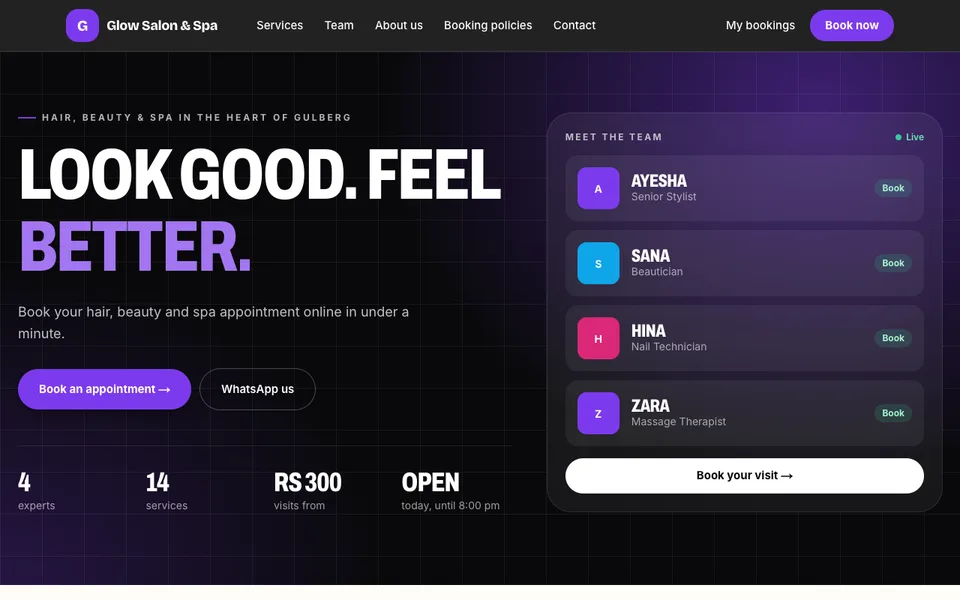 G Glow Salon & Spa Services Team About us Booking policies Contact My bookings Book now
HAIR, BEAUTY & SPA IN THE HEART OF GULBERG
LOOK GOOD. FEEL
BETTER.
Book your hair, beauty and spa appointment online in under a
minute.
Book an appointment → WhatsApp us
4 14 RS 300 OPEN
experts services visits from today, until 8:00 pm
MEET THE TEAM Live
A AYESHA Book
Senior Stylist
S SANA Book
Beautician
H HINA Book
Nail Technician
Z ZARA Book
Massage Therapist
Book your visit →